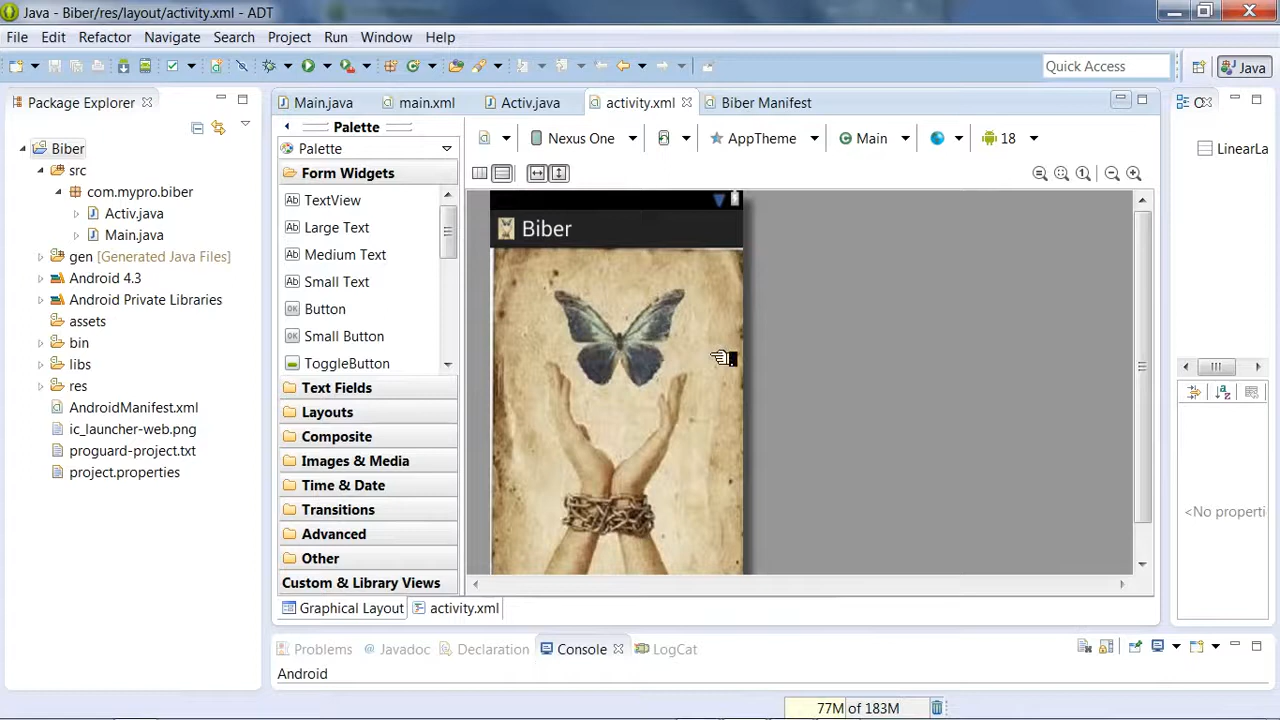 Java - Biber/res/layout/activity.xml - ADT
File Edit Refactor Navigate Search Project Run Window Help
Quick Access
Java
Package Explorer
Main.java
main.xml
Activ.java
activity.xml
Biber Manifest
Palette
Palette
Form Widgets
TextView
Large Text
Medium Text
Small Text
Button
Small Button
ToggleButton
Text Fields
Layouts
Composite
Images & Media
Time & Date
Transitions
Advanced
Other
Custom & Library Views
Nexus One
AppTheme
Main
18
Biber
Biber
src
com.mypro.biber
Activ.java
Main.java
gen [Generated Java Files]
Android 4.3
Android Private Libraries
assets
bin
libs
res
AndroidManifest.xml
ic_launcher-web.png
proguard-project.txt
project.properties
LinearLa
<No properti
Graphical Layout
activity.xml
Problems
Javadoc
Declaration
Console
LogCat
Android
77M of 183M